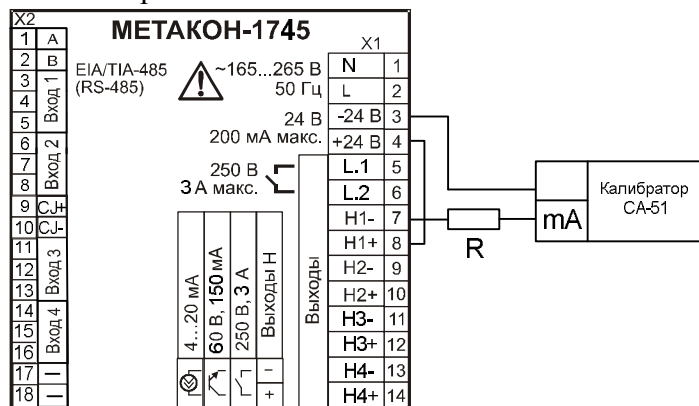 X2
МЕТАКОН-1745
X1
1 A
2 B
3
4
5
Вход 1
6
7
8
Вход 2
9 CJ+
10 CJ-
11
12
13
Вход 3
14
15
16
Вход 4
17 —
18 —
EIA/TIA-485
(RS-485)
~165...265 В
50 Гц
24 В
200 мА макс.
250 В
3 А макс.
4...20 мА
60 В, 150 мА
250 В, 3 А
Выходы Н
- +
Выходы
N 1
L 2
-24 В 3
+24 В 4
L.1 5
L.2 6
H1- 7
H1+ 8
H2- 9
H2+ 10
H3- 11
H3+ 12
H4- 13
H4+ 14
R
mA
Калибратор
СА-51